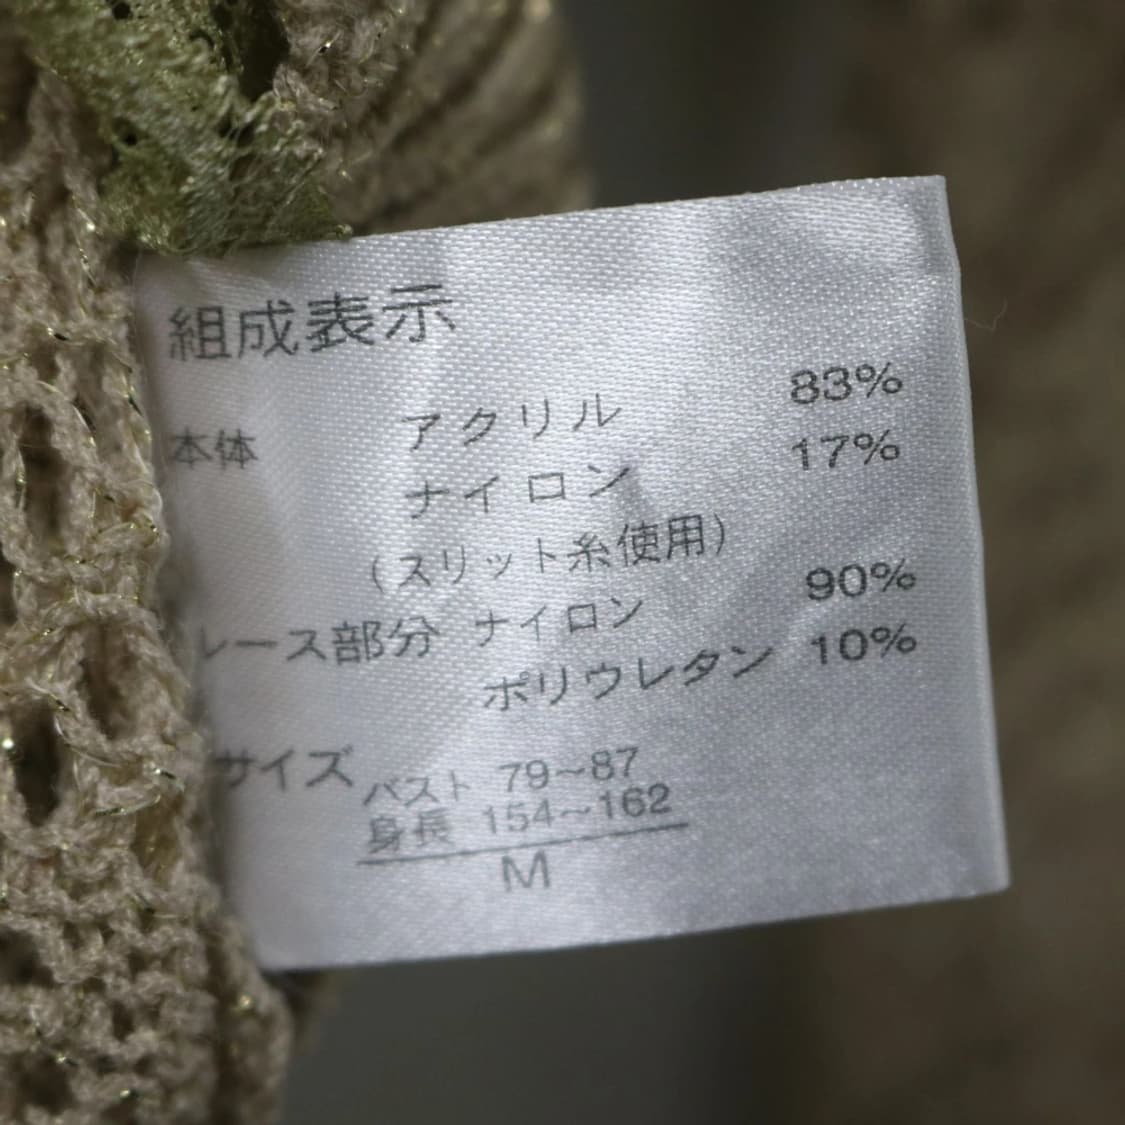 組成表示
本体 アクリル 83%
ナイロン 17%
(スリット糸使用)
レース部分 ナイロン 90%
ポリウレタン 10%
サイズ バスト 79~87
身長 154~162
M